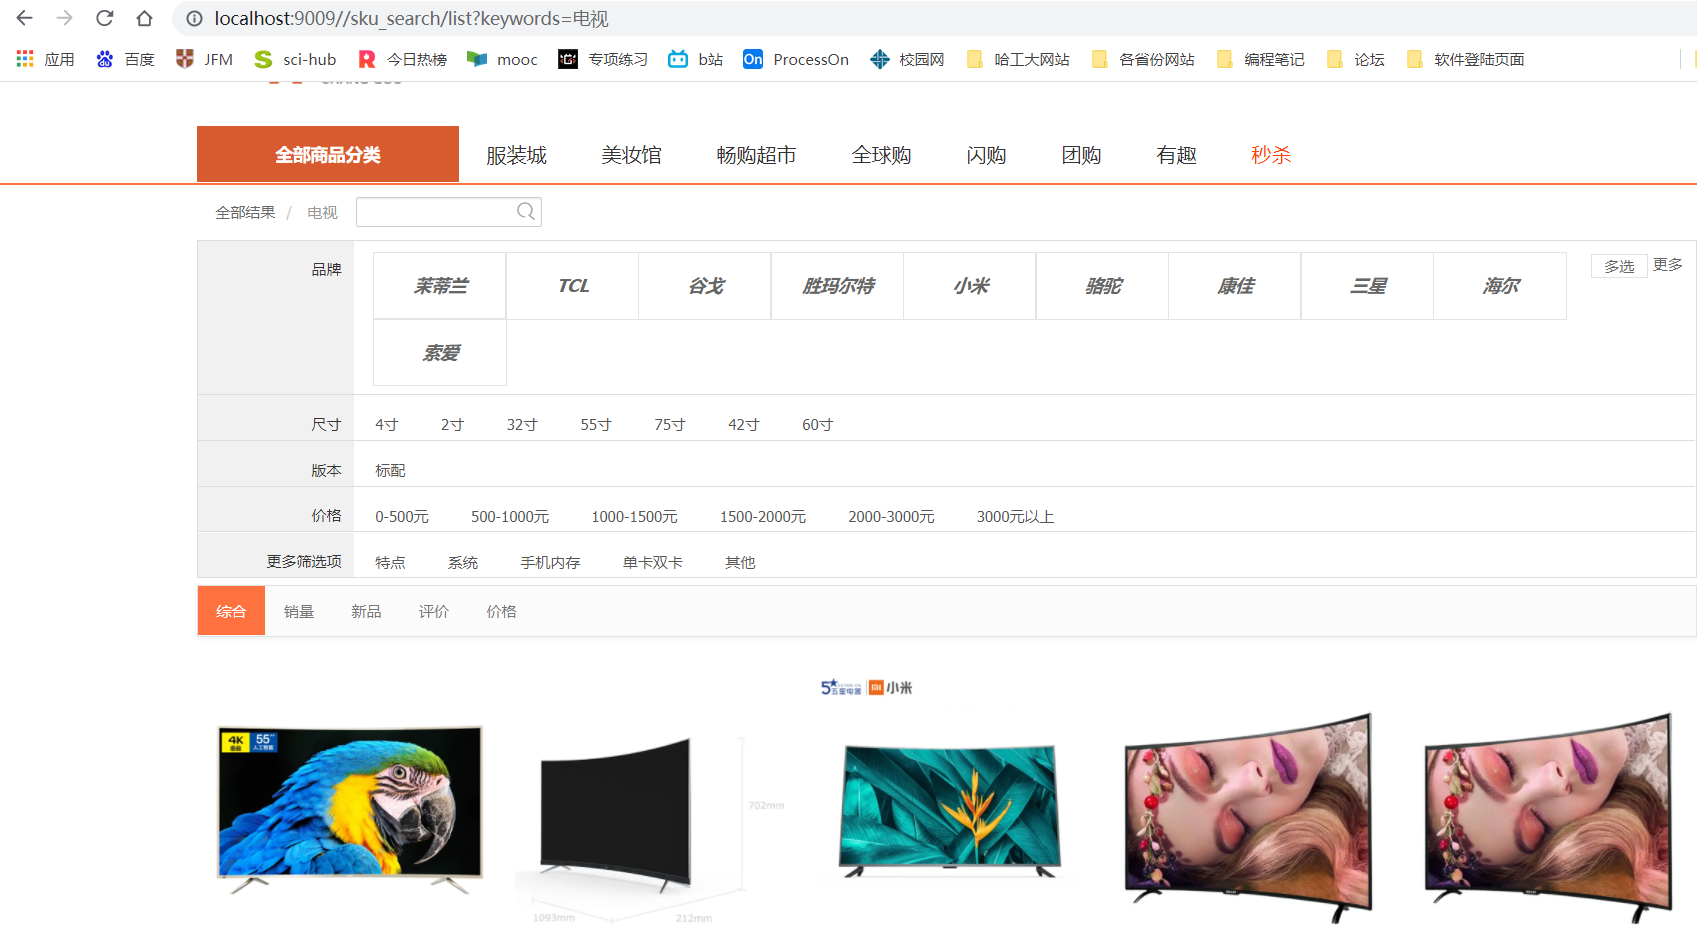 localhost:9009//sku_search/list?keywords=电视
应用 百度 JFM sci-hub 今日热榜 mooc 专项练习 b站 On ProcessOn 校园网 哈工大网站 各省份网站 编程笔记 论坛 软件登陆页面
全部商品分类 服装城 美妆馆 畅购超市 全球购 闪购 团购 有趣 秒杀
全部结果 / 电视
品牌 茉蒂兰 TCL 谷戈 胜玛尔特 小米 骆驼 康佳 三星 海尔 多选 更多
索爱
尺寸 4寸 2寸 32寸 55寸 75寸 42寸 60寸
版本 标配
价格 0-500元 500-1000元 1000-1500元 1500-2000元 2000-3000元 3000元以上
更多筛选项 特点 系统 手机内存 单卡双卡 其他
综合 销量 新品 评价 价格
五星电器 小米
4K 55"
人工智能
702mm
1093mm 212mm